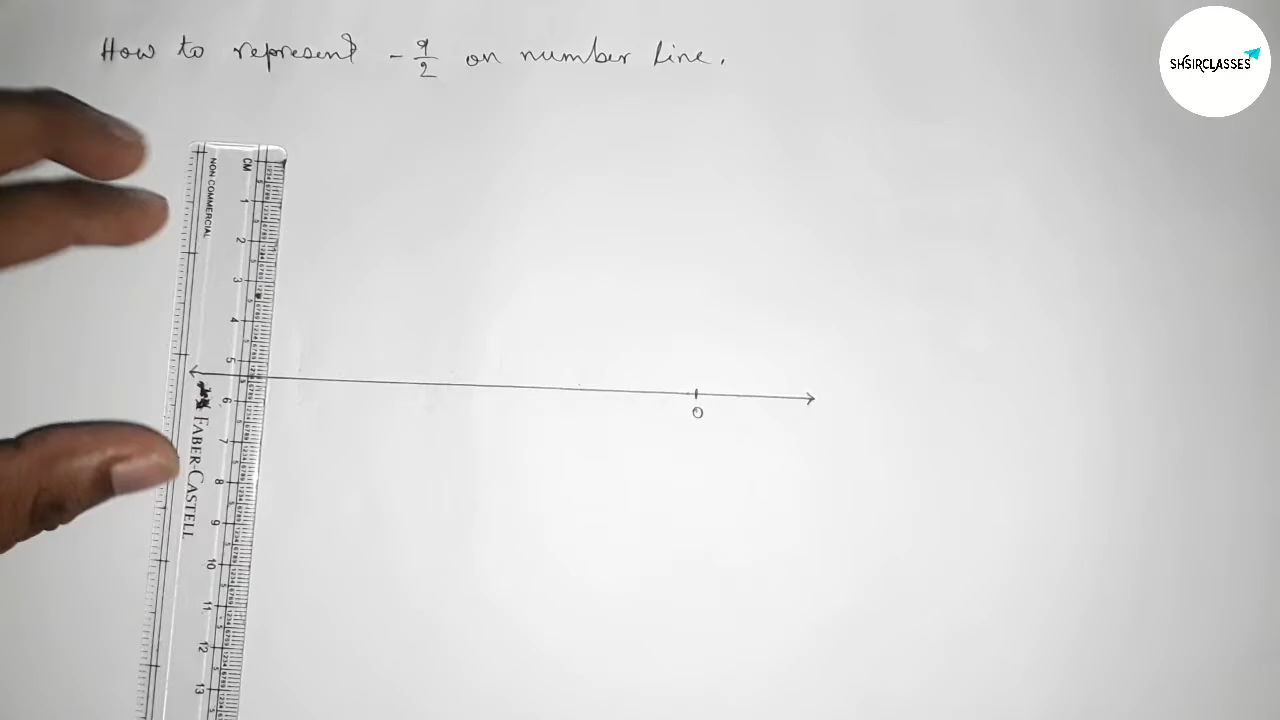 How to represent -9/2 on number line.
SHSIRCLASSES
NON COMMERCIAL
CM
1
2
3
4
5
6
7
8
9
10
11
12
13
FABER-CASTELL
0